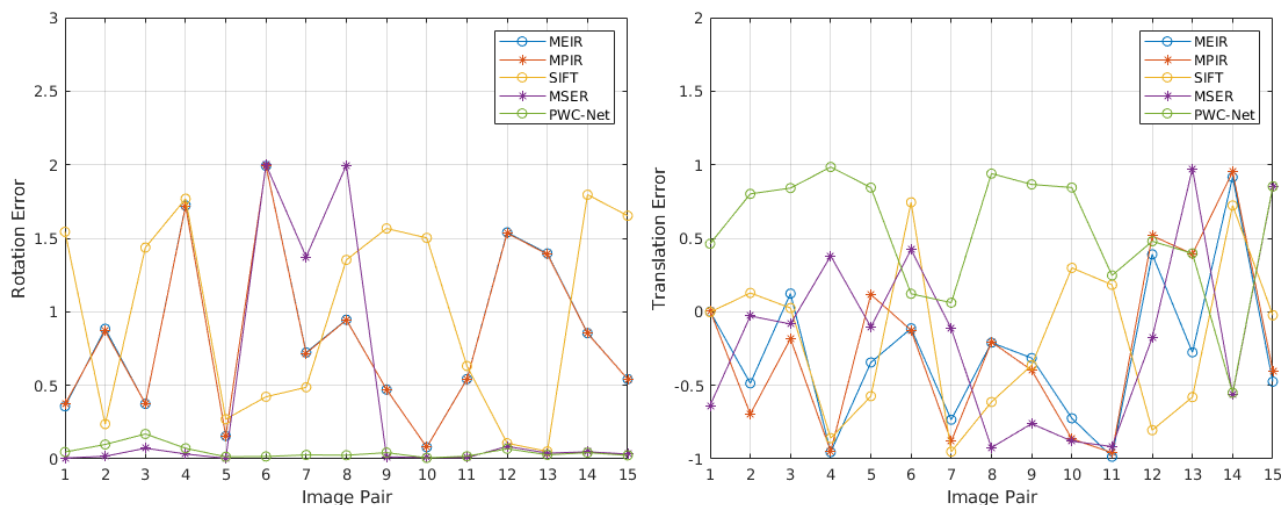 3
2.5
2
1.5
1
0.5
0
Rotation Error
1 2 3 4 5 6 7 8 9 10 11 12 13 14 15
Image Pair
MEIR
MPIR
SIFT
MSER
PWC-Net
2
1.5
1
0.5
0
-0.5
-1
Translation Error
1 2 3 4 5 6 7 8 9 10 11 12 13 14 15
Image Pair
MEIR
MPIR
SIFT
MSER
PWC-Net